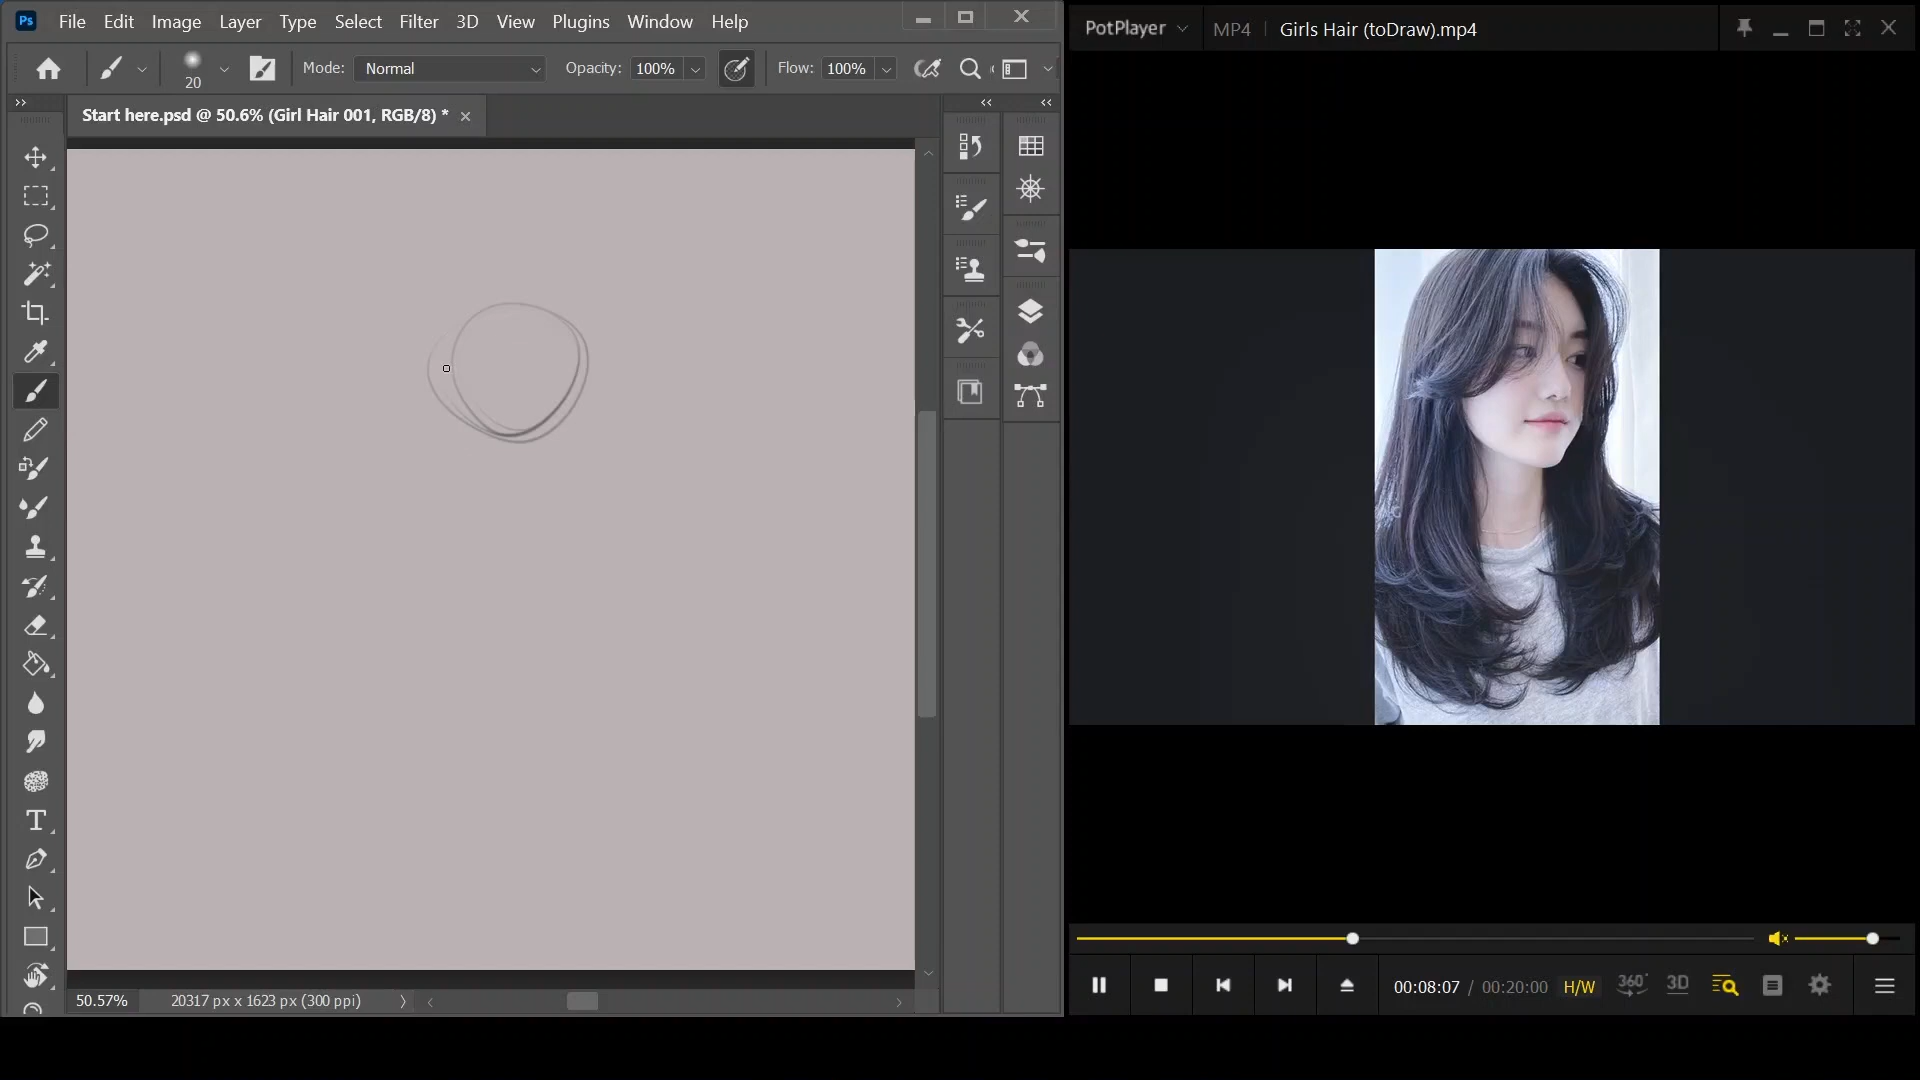 Ps File Edit Image Layer Type Select Filter 3D View Plugins Window Help
20 Mode: Normal Opacity: 100% Flow: 100%
Start here.psd @ 50.6% (Girl Hair 001, RGB/8) *
T
50.57% 20317 px x 1623 px (300 ppi)
PotPlayer MP4 Girls Hair (toDraw).mp4
00:08:07 / 00:20:00 H/W 360° 3D